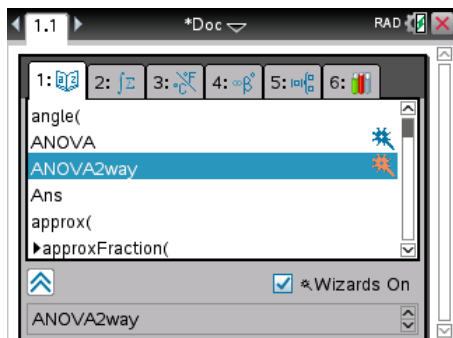 1.1 *Doc RAD
1: 2: ∫Σ 3: °C°F 4: ∞β° 5: 6:
angle(
ANOVA
ANOVA2way
Ans
approx(
▶approxFraction(
Wizards On
ANOVA2way